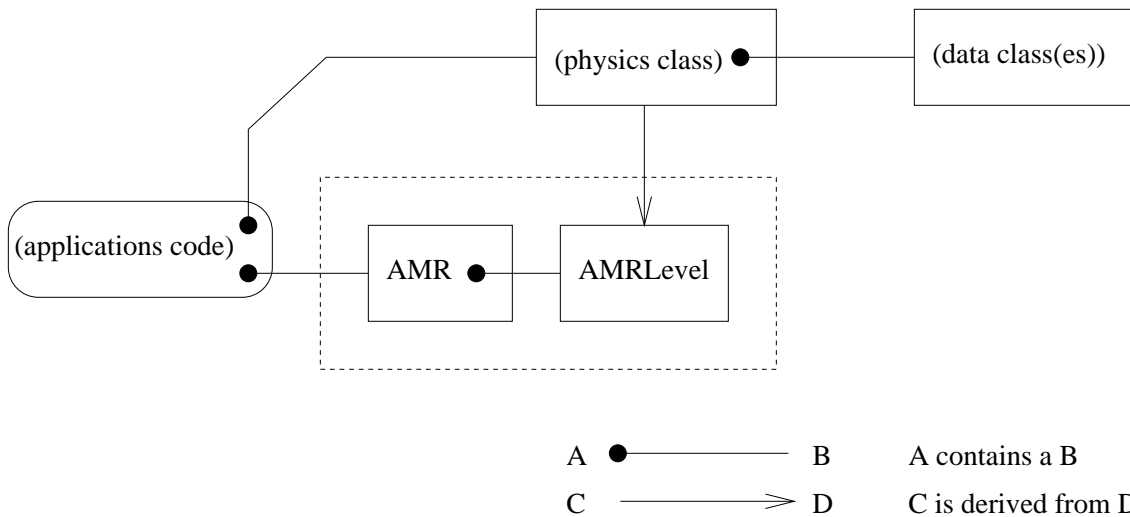 (physics class)
(data class(es))
(applications code)
AMR
AMRLevel
A B A contains a B
C D C is derived from D